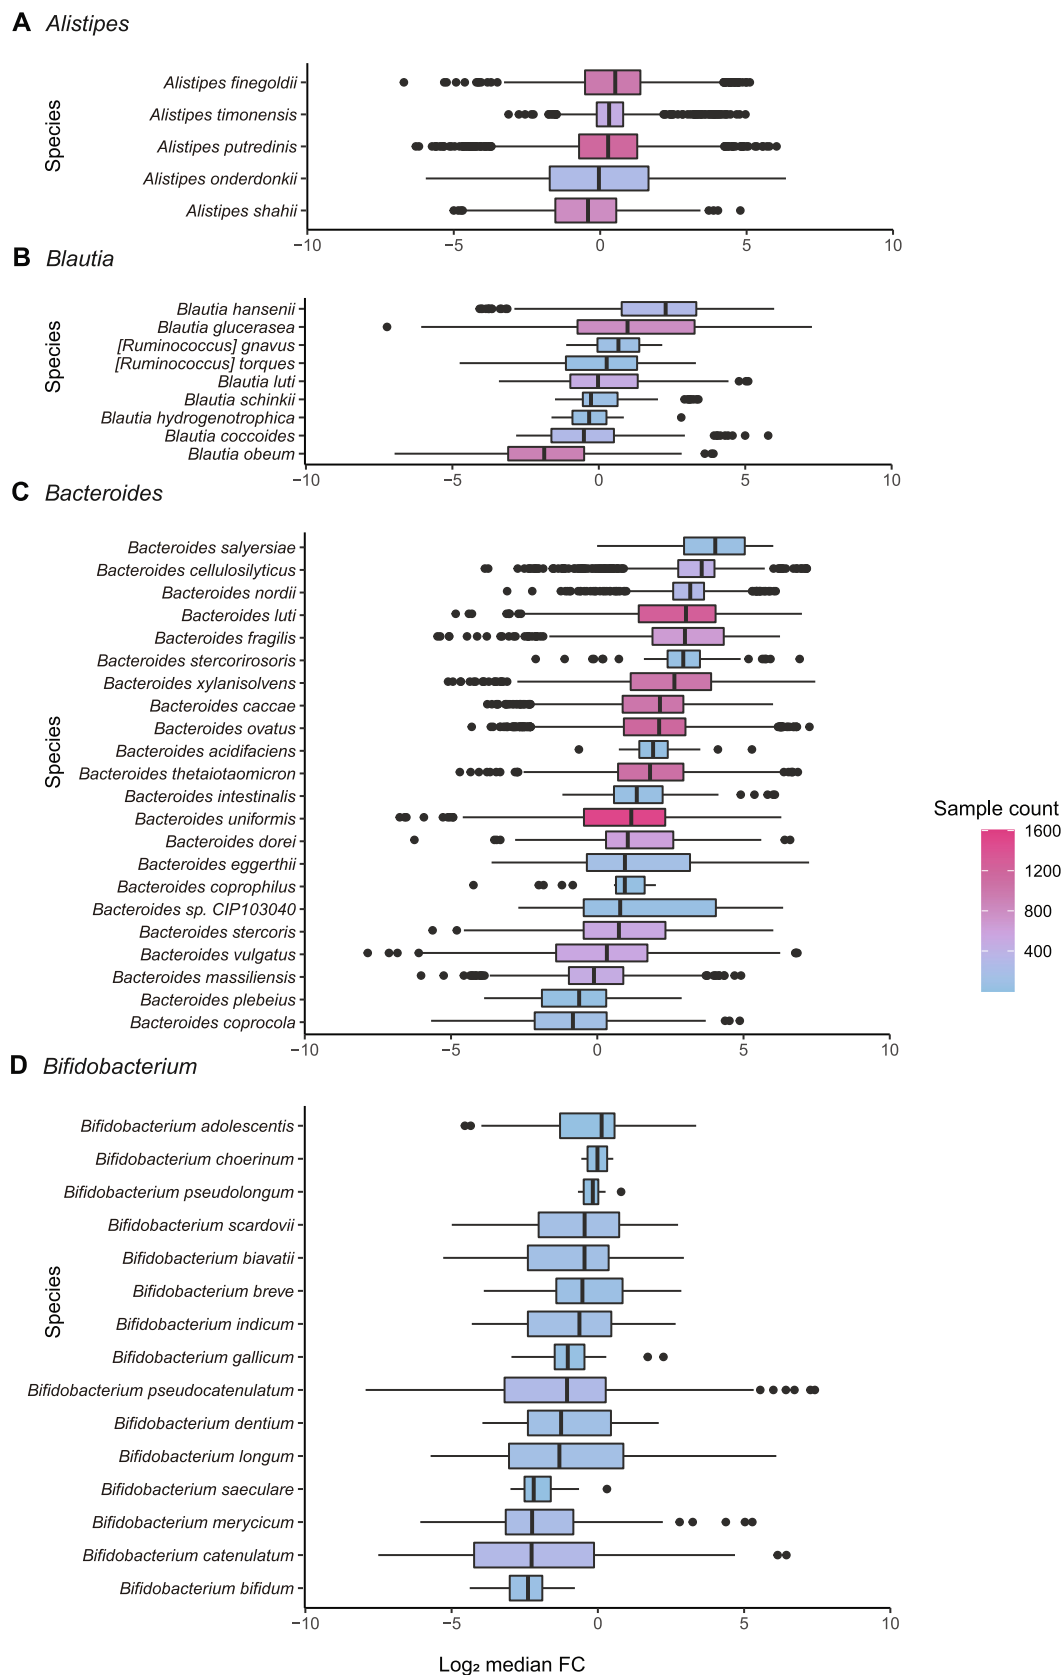 A Alistipes
Species
Alistipes finegoldii
Alistipes timonensis
Alistipes putredinis
Alistipes onderdonkii
Alistipes shahii
−10 −5 0 5 10
B Blautia
Species
Blautia hansenii
Blautia glucerasea
[Ruminococcus] gnavus
[Ruminococcus] torques
Blautia luti
Blautia schinkii
Blautia hydrogenotrophica
Blautia coccoides
Blautia obeum
−10 −5 0 5 10
C Bacteroides
Species
Bacteroides salyersiae
Bacteroides cellulosilyticus
Bacteroides nordii
Bacteroides luti
Bacteroides fragilis
Bacteroides stercorirosoris
Bacteroides xylanisolvens
Bacteroides caccae
Bacteroides ovatus
Bacteroides acidifaciens
Bacteroides thetaiotaomicron
Bacteroides intestinalis
Bacteroides uniformis
Bacteroides dorei
Bacteroides eggerthii
Bacteroides coprophilus
Bacteroides sp. CIP103040
Bacteroides stercoris
Bacteroides vulgatus
Bacteroides massiliensis
Bacteroides plebeius
Bacteroides coprocola
−10 −5 0 5 10
Sample count
1600
1200
800
400
D Bifidobacterium
Species
Bifidobacterium adolescentis
Bifidobacterium choerinum
Bifidobacterium pseudolongum
Bifidobacterium scardovii
Bifidobacterium biavatii
Bifidobacterium breve
Bifidobacterium indicum
Bifidobacterium gallicum
Bifidobacterium pseudocatenulatum
Bifidobacterium dentium
Bifidobacterium longum
Bifidobacterium saeculare
Bifidobacterium merycicum
Bifidobacterium catenulatum
Bifidobacterium bifidum
−10 −5 0 5 10
Log₂ median FC